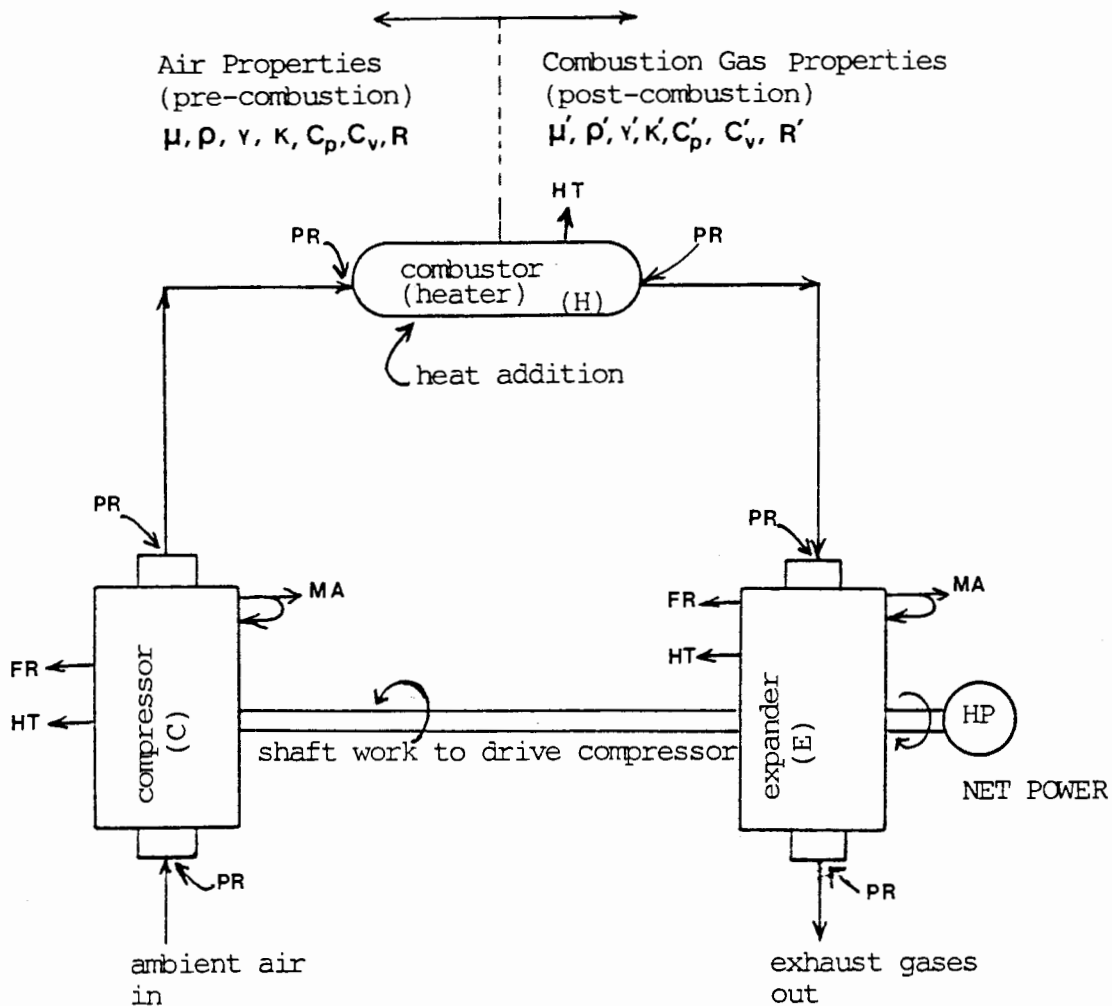 Air Properties
(pre-combustion)
μ, ρ, γ, κ, Cp, Cv, R
Combustion Gas Properties
(post-combustion)
μ′, ρ′, γ′, κ′, C′p, C′v, R′
HT
PR
PR
combustor
(heater) (H)
heat addition
PR
PR
MA
FR
MA
FR
HT
HT
compressor
(C)
expander
(E)
HP
shaft work to drive compressor
NET POWER
PR
PR
ambient air
in
exhaust gases
out